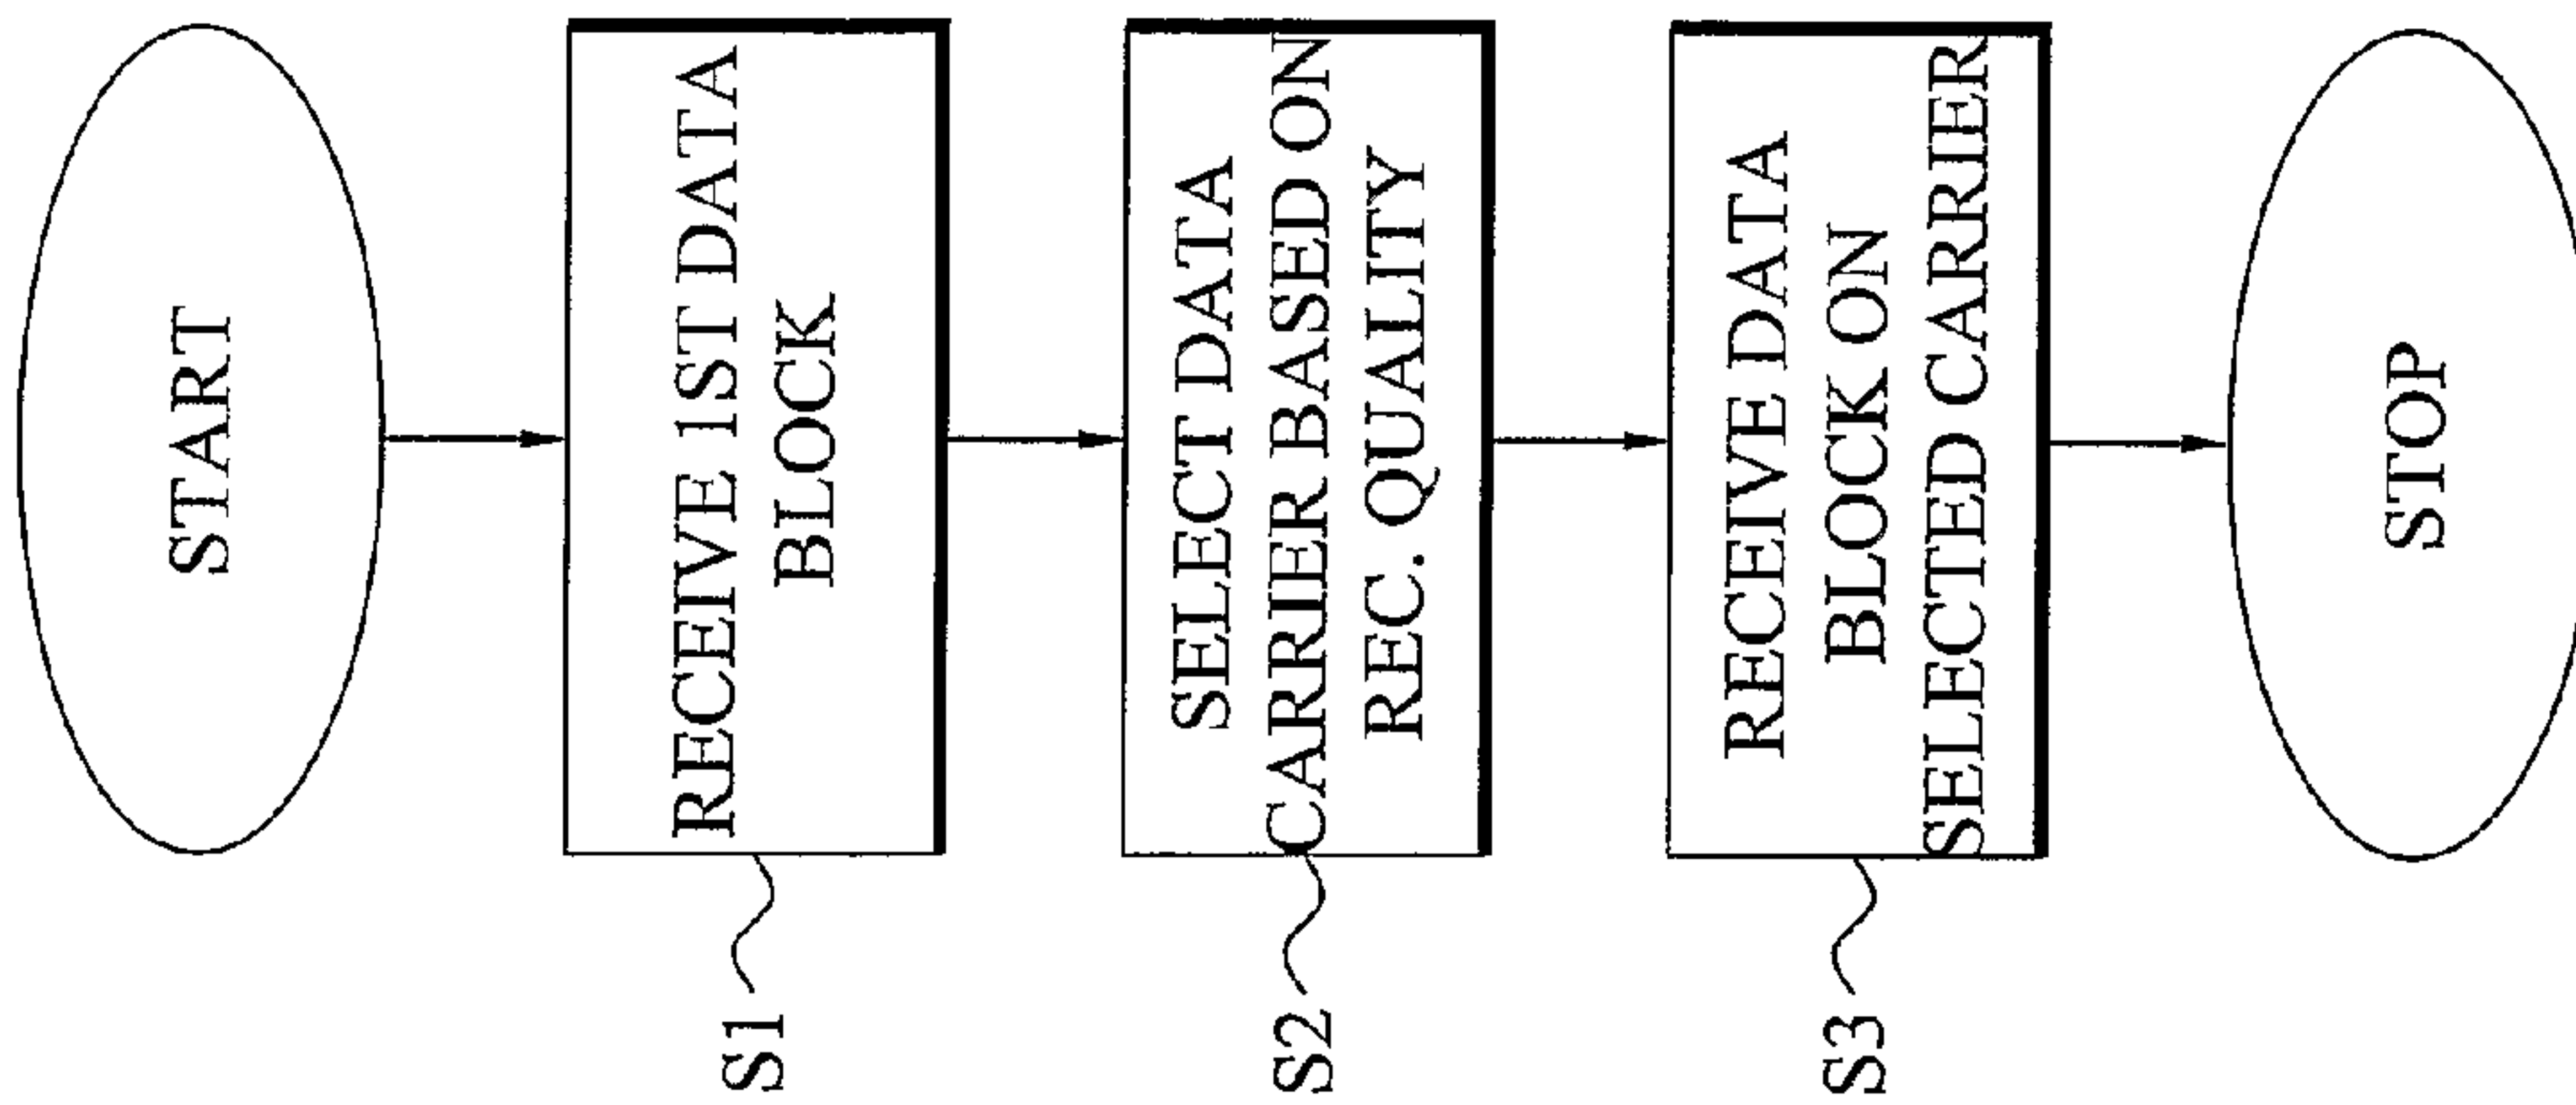 START
S1
RECEIVE 1ST DATA
BLOCK
S2
SELECT DATA
CARRIER BASED ON
REC. QUALITY
S3
RECEIVE DATA
BLOCK ON
SELECTED CARRIER
STOP